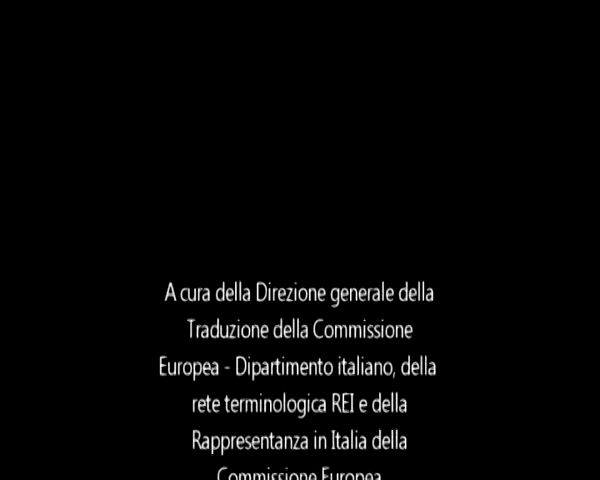 A cura della Direzione generale della
Traduzione della Commissione
Europea - Dipartimento italiano, della
rete terminologica REI e della
Rappresentanza in Italia della
Commissione Europea